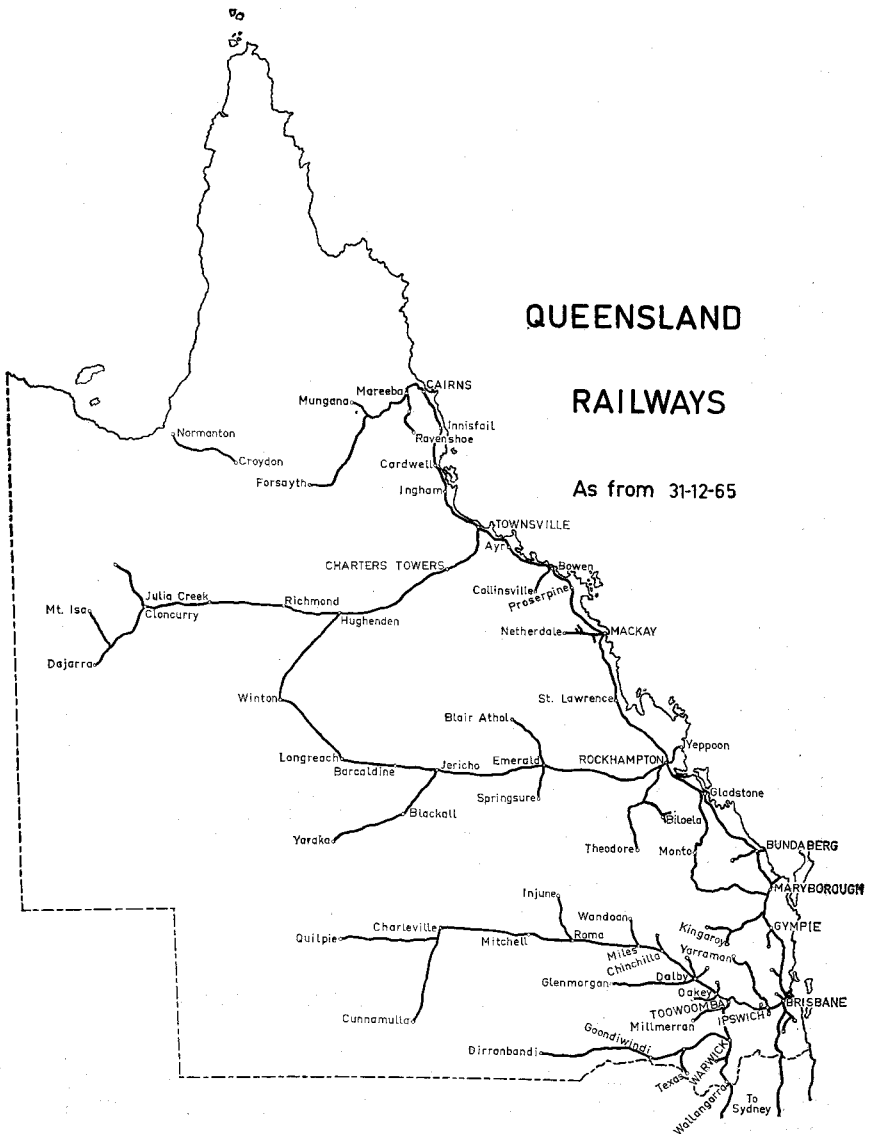 QUEENSLAND
RAILWAYS
As from 31-12-65
CAIRNS
Mareeba
Mungana
Innisfail
Ravenshoe
Normanton
Croydon
Cardwell
Forsayth
Ingham
TOWNSVILLE
Ayr
CHARTERS TOWERS
Bowen
Collinsville
Proserpine
Julia Creek
Richmond
Mt. Isa
Cloncurry
Hughenden
Netherdale
MACKAY
Dajarra
Winton
St. Lawrence
Blair Athol
Yeppoon
Longreach
Barcaldine
Jericho
Emerald
ROCKHAMPTON
Gladstone
Springsure
Blackall
Biloela
Yaraka
Theodore
Monto
BUNDABERG
MARYBOROUGH
Injune
Wandoan
Charleville
Kingaroy
GYMPIE
Quilpie
Mitchell
Roma
Miles
Chinchilla
Yarraman
Glenmorgan
Dalby
Oakey
BRISBANE
TOOWOOMBA
IPSWICH
Cunnamulla
Millmerran
Goondiwindi
Dirranbandi
WARWICK
Texas
Wallangarra
To
Sydney